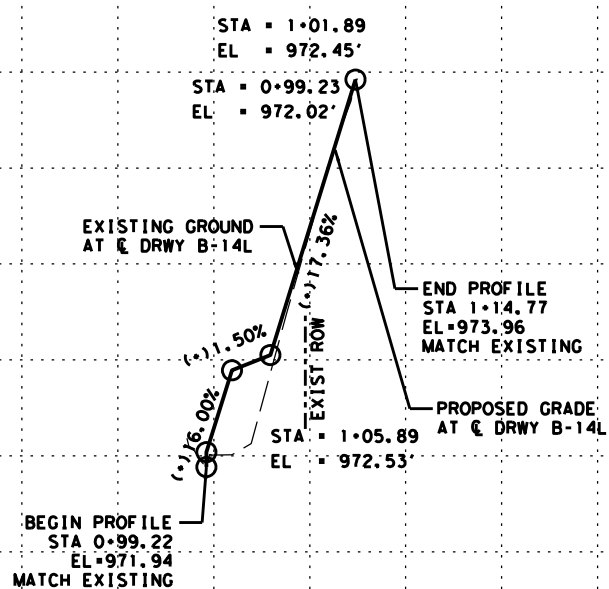 STA = 1+01.89
EL = 972.45'
STA = 0+99.23
EL = 972.02'
EXISTING GROUND
AT ℄ DRWY B-14L
(+)17.36%
(+)1.50%
(+)16.00%
EXIST ROW
END PROFILE
STA 1+14.77
EL=973.96
MATCH EXISTING
PROPOSED GRADE
AT ℄ DRWY B-14L
STA = 1+05.89
EL = 972.53'
BEGIN PROFILE
STA 0+99.22
EL=971.94
MATCH EXISTING